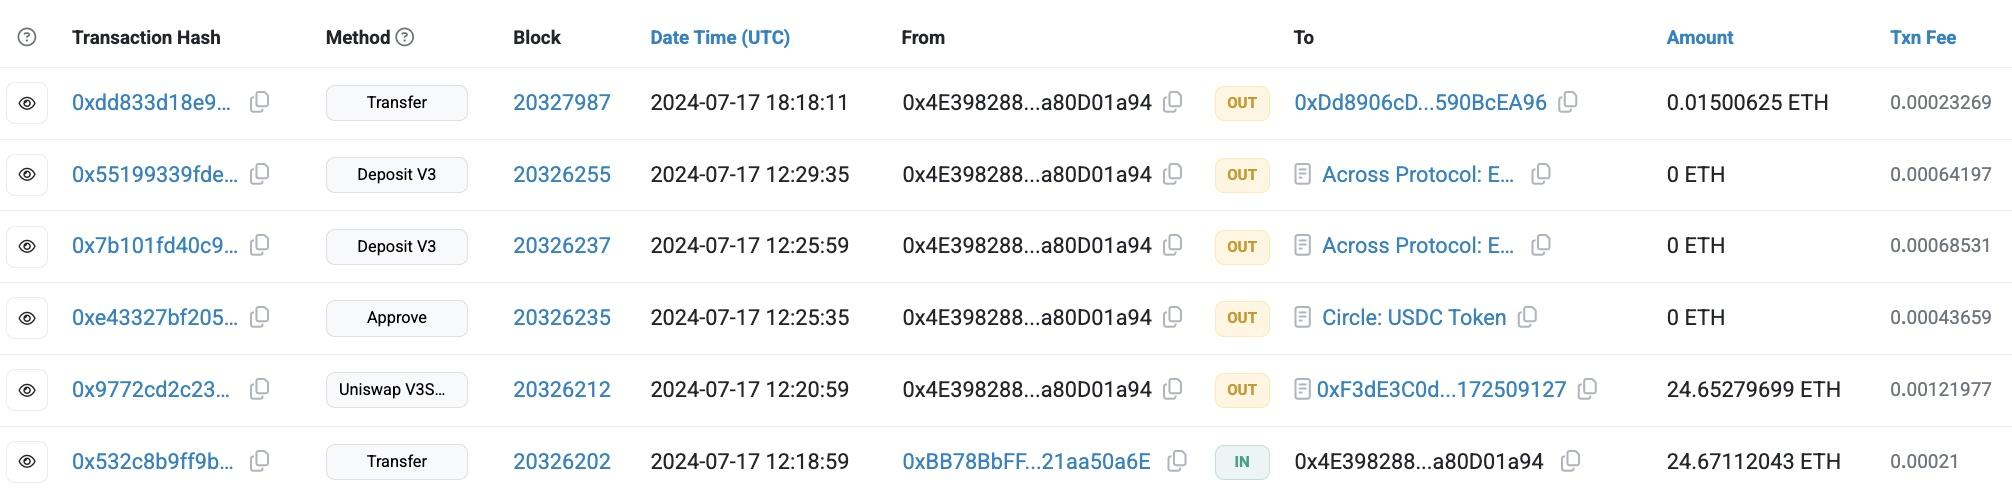 Transaction Hash Method Block Date Time (UTC) From To Amount Txn Fee
0xdd833d18e9... Transfer 20327987 2024-07-17 18:18:11 0x4E398288...a80D01a94 OUT 0xDd8906cD...590BcEA96 0.01500625 ETH 0.00023269
0x55199339fde... Deposit V3 20326255 2024-07-17 12:29:35 0x4E398288...a80D01a94 OUT Across Protocol: E... 0 ETH 0.00064197
0x7b101fd40c9... Deposit V3 20326237 2024-07-17 12:25:59 0x4E398288...a80D01a94 OUT Across Protocol: E... 0 ETH 0.00068531
0xe43327bf205... Approve 20326235 2024-07-17 12:25:35 0x4E398288...a80D01a94 OUT Circle: USDC Token 0 ETH 0.00043659
0x9772cd2c23... Uniswap V3S... 20326212 2024-07-17 12:20:59 0x4E398288...a80D01a94 OUT 0xF3dE3C0d...172509127 24.65279699 ETH 0.00121977
0x532c8b9ff9b... Transfer 20326202 2024-07-17 12:18:59 0xBB78BbFF...21aa50a6E IN 0x4E398288...a80D01a94 24.67112043 ETH 0.00021